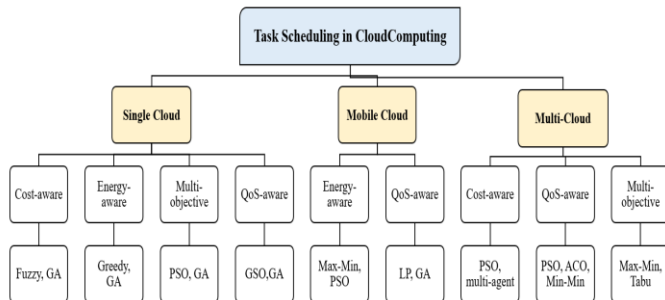 Task Scheduling in CloudComputing
Single Cloud
Mobile Cloud
Multi-Cloud
Cost-aware
Energy-
aware
Multi-
objective
QoS-aware
Energy-
aware
QoS-aware
Cost-aware
QoS-aware
Multi-
objective
Fuzzy, GA
Greedy,
GA
PSO, GA
GSO,GA
Max-Min,
PSO
LP, GA
PSO,
multi-agent
PSO, ACO,
Min-Min
Max-Min,
Tabu